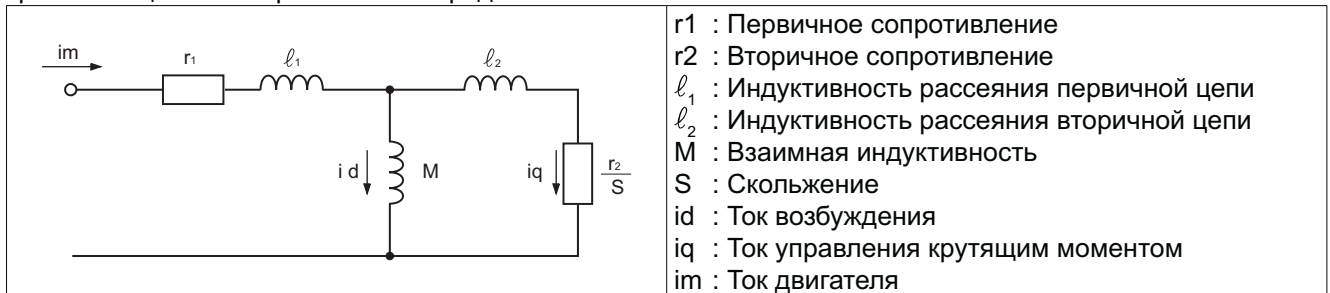 im
r₁
ℓ₁
ℓ₂
i d
M
iq
r₂
S
r1 : Первичное сопротивление
r2 : Вторичное сопротивление
ℓ₁ : Индуктивность рассеяния первичной цепи
ℓ₂ : Индуктивность рассеяния вторичной цепи
M : Взаимная индуктивность
S : Скольжение
id : Ток возбуждения
iq : Ток управления крутящим моментом
im : Ток двигателя